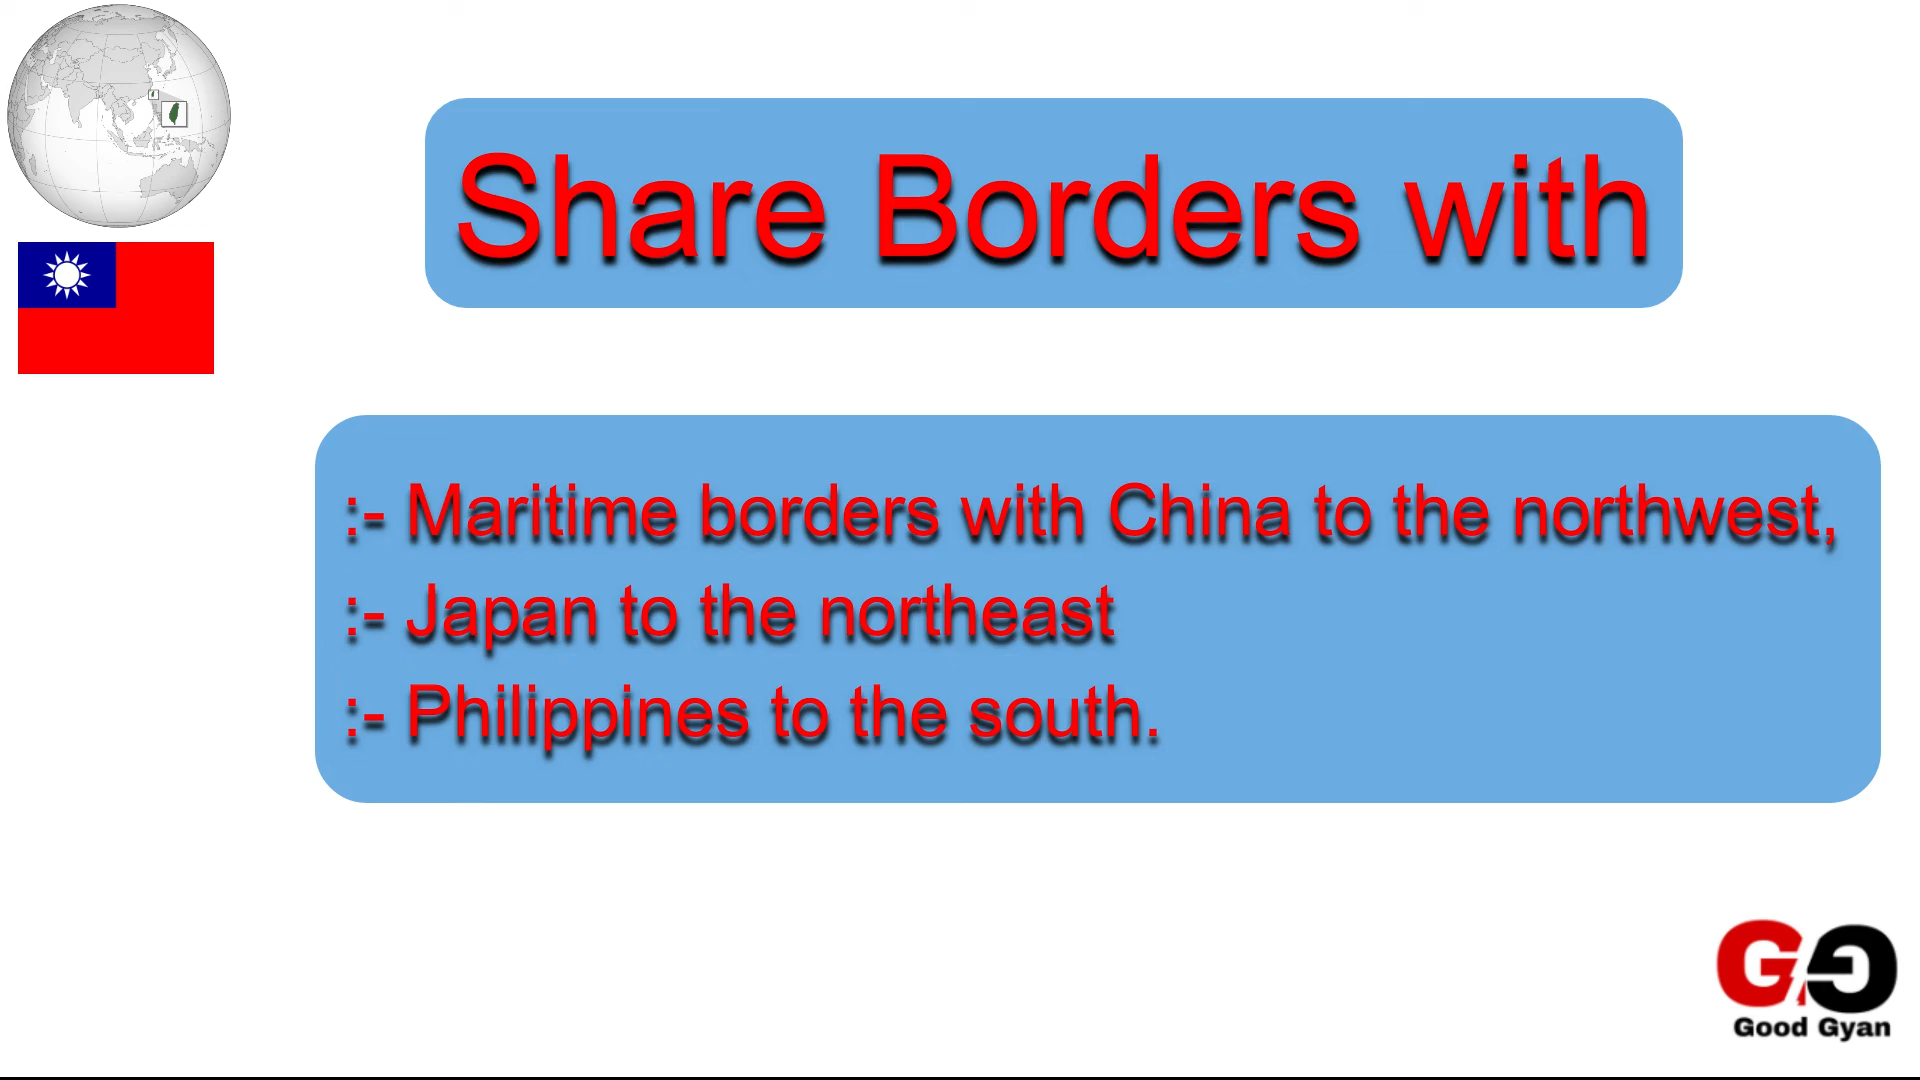 Share Borders with
:- Maritime borders with China to the northwest,
:- Japan to the northeast
:- Philippines to the south.
GG
Good Gyan